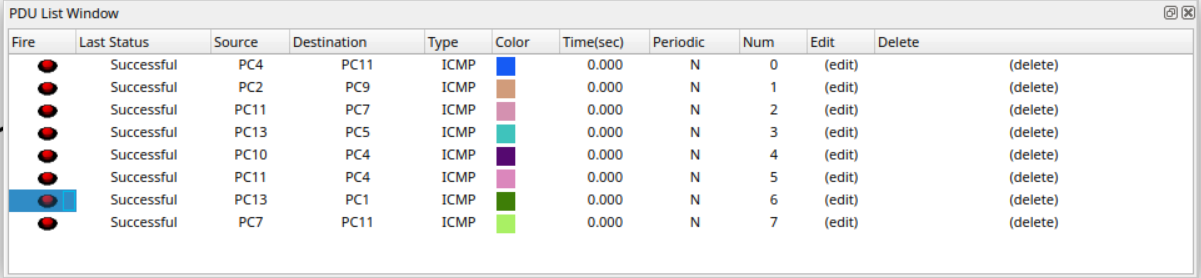 PDU List Window
Fire Last Status Source Destination Type Color Time(sec) Periodic Num Edit Delete
Successful PC4 PC11 ICMP 0.000 N 0 (edit) (delete)
Successful PC2 PC9 ICMP 0.000 N 1 (edit) (delete)
Successful PC11 PC7 ICMP 0.000 N 2 (edit) (delete)
Successful PC13 PC5 ICMP 0.000 N 3 (edit) (delete)
Successful PC10 PC4 ICMP 0.000 N 4 (edit) (delete)
Successful PC11 PC4 ICMP 0.000 N 5 (edit) (delete)
Successful PC13 PC1 ICMP 0.000 N 6 (edit) (delete)
Successful PC7 PC11 ICMP 0.000 N 7 (edit) (delete)